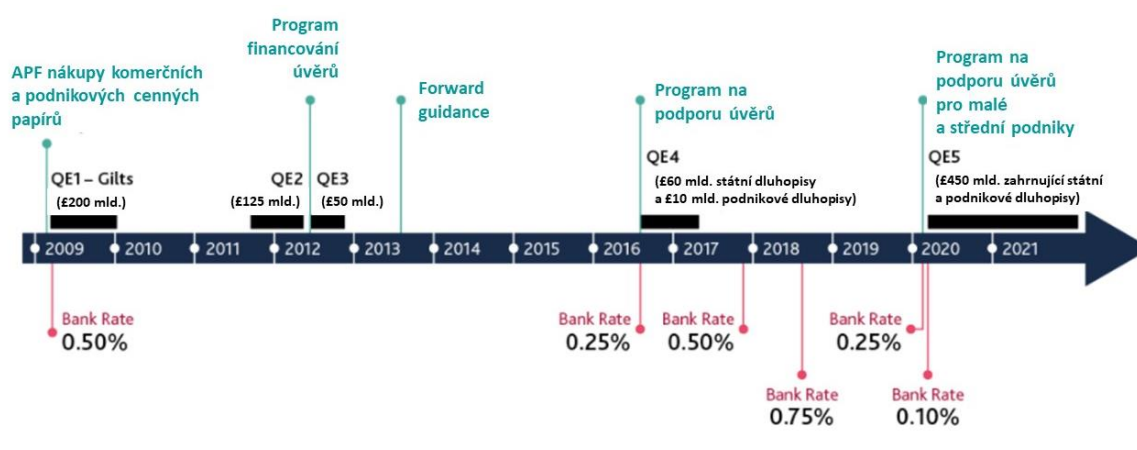 Program
financování
úvěrů
APF nákupy komerčních
a podnikových cenných
papírů
Forward
guidance
Program na
podporu úvěrů
Program na
podporu úvěrů
pro malé
a střední podniky
QE1 – Gilts
(£200 mld.)
QE2
(£125 mld.)
QE3
(£50 mld.)
QE4
(£60 mld. státní dluhopisy
a £10 mld. podnikové dluhopisy)
QE5
(£450 mld. zahrnující státní
a podnikové dluhopisy)
2009 2010 2011 2012 2013 2014 2015 2016 2017 2018 2019 2020 2021
Bank Rate
0.50%
Bank Rate
0.25%
Bank Rate
0.50%
Bank Rate
0.75%
Bank Rate
0.25%
Bank Rate
0.10%